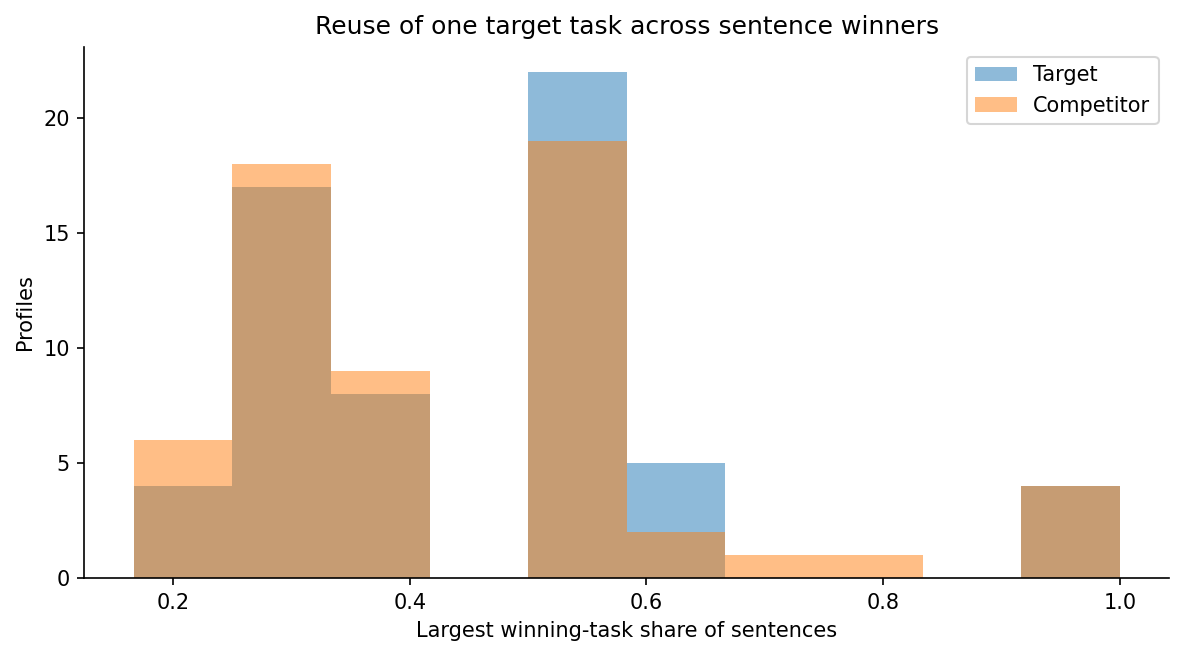 Reuse of one target task across sentence winners
Target
Competitor
20
15
10
5
0
Profiles
0.2 0.4 0.6 0.8 1.0
Largest winning-task share of sentences